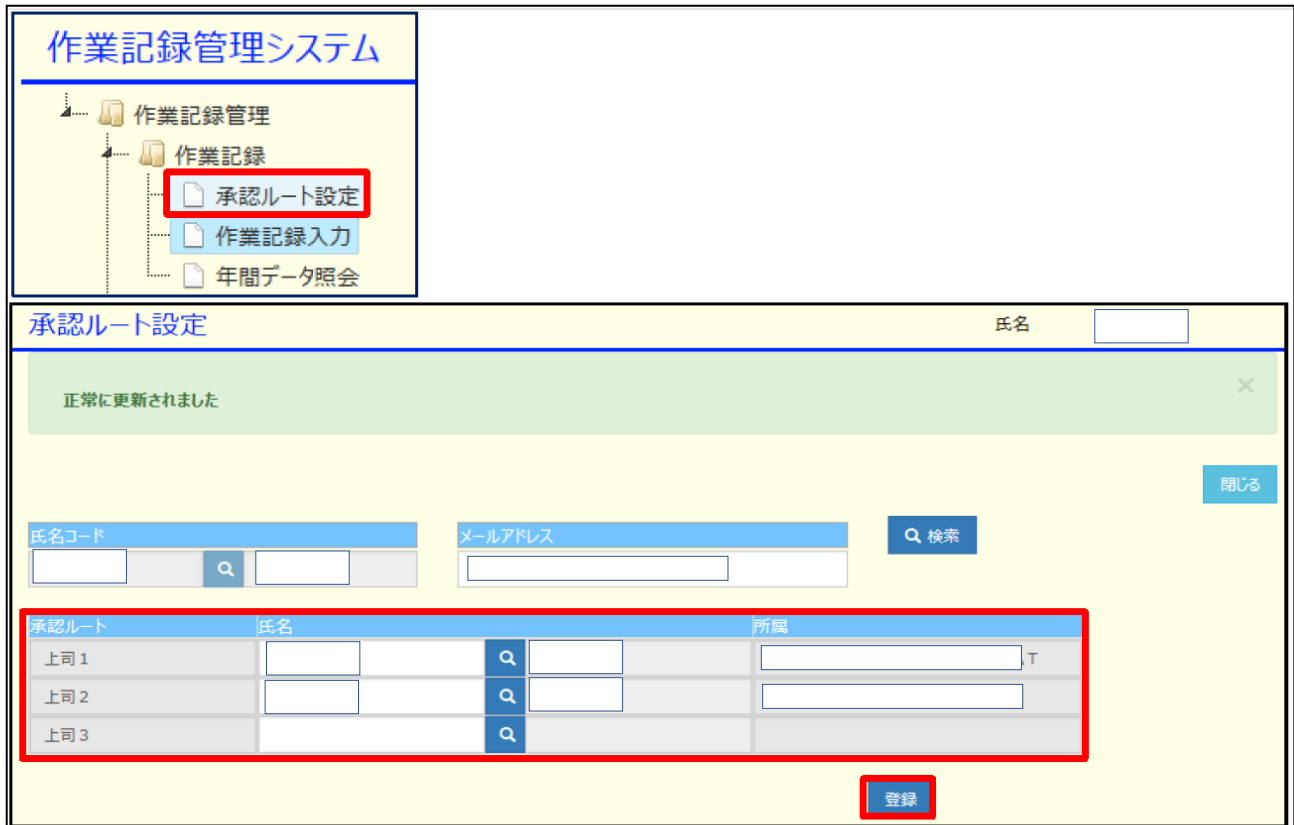 作業記録管理システム
作業記録管理
作業記録
承認ルート設定
作業記録入力
年間データ照会
承認ルート設定 氏名
正常に更新されました ×
閉じる
氏名コード メールアドレス 検索
承認ルート 氏名 所属
上司1 T
上司2
上司3
登録